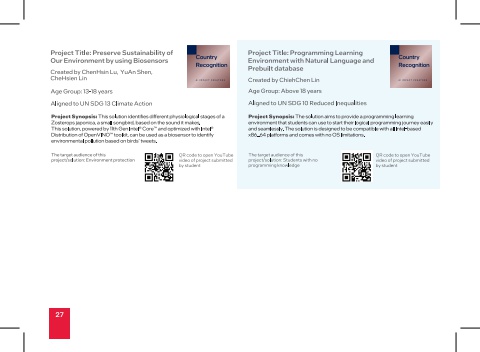 Project Title: Preserve Sustainability of
Our Environment by using Biosensors
Created by ChenHsin Lu, YuAn Shen,
CheHsien Lin
Age Group: 13-18 years
Aligned to UN SDG 13 Climate Action
Project Synopsis: This solution identifies different physiological stages of a
Zosterops japonica, a small songbird, based on the sound it makes.
This solution, powered by 11th Gen Intel® Core™ and optimized with Intel®
Distribution of OpenVINO™ toolkit, can be used as a biosensor to identify
environmental pollution based on birds' tweets.
The target audience of this
project/solution: Environment protection
QR code to open YouTube
video of project submitted
by student
Country
Recognition
Project Title: Programming Learning
Environment with Natural Language and
Prebuilt database
Created by ChiehChen Lin
Age Group: Above 18 years
Aligned to UN SDG 10 Reduced Inequalities
Project Synopsis: The solution aims to provide a programming learning
environment that students can use to start their logical programming journey easily
and seamlessly. The solution is designed to be compatible with all Intel based
x86_64 platforms and comes with no OS limitations.
The target audience of this
project/solution: Students with no
programming knowledge
QR code to open YouTube
video of project submitted
by student
Country
Recognition
27